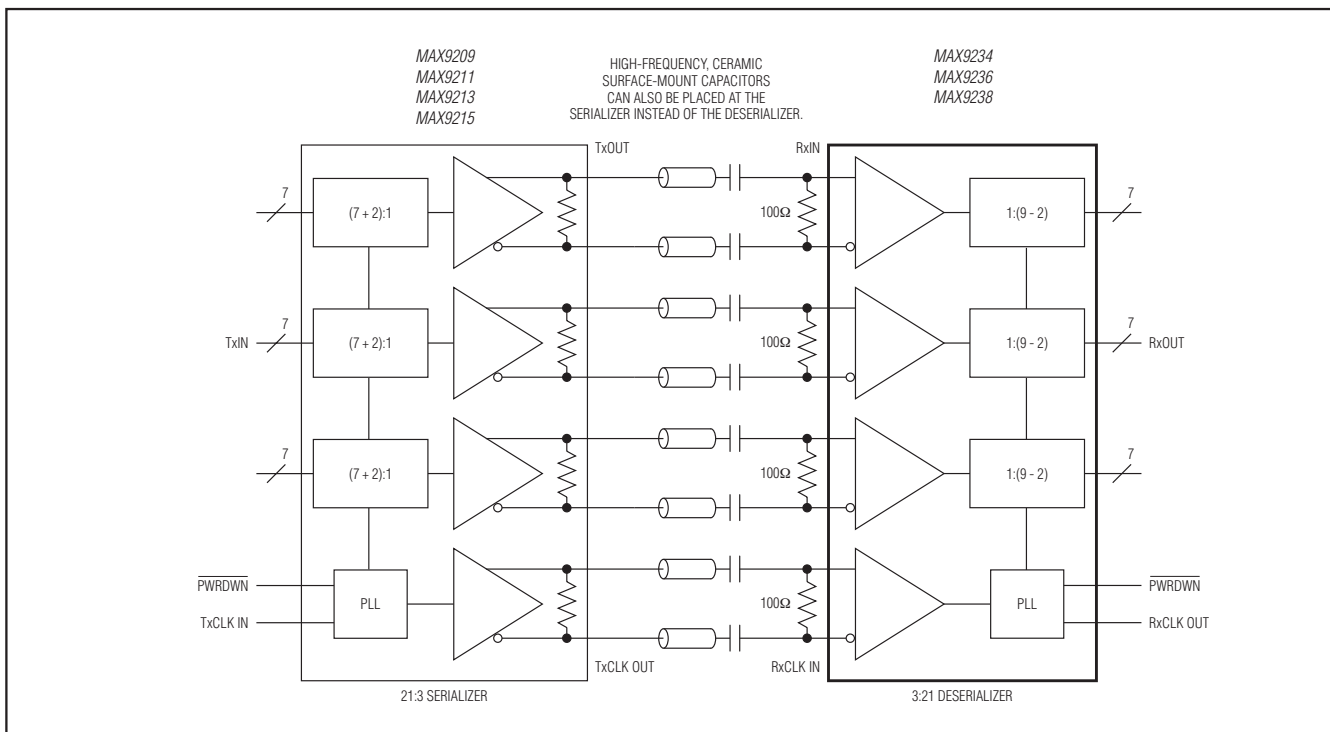 MAX9209
MAX9211
MAX9213
MAX9215
HIGH-FREQUENCY, CERAMIC
SURFACE-MOUNT CAPACITORS
CAN ALSO BE PLACED AT THE
SERIALIZER INSTEAD OF THE DESERIALIZER.
MAX9234
MAX9236
MAX9238
TxOUT
RxIN
7
(7 + 2):1
100Ω
1:(9 - 2)
7
TxIN
7
(7 + 2):1
100Ω
1:(9 - 2)
7
RxOUT
7
(7 + 2):1
100Ω
1:(9 - 2)
7
PWRDWN
TxCLK IN
PLL
100Ω
PLL
PWRDWN
RxCLK OUT
TxCLK OUT
RxCLK IN
21:3 SERIALIZER
3:21 DESERIALIZER